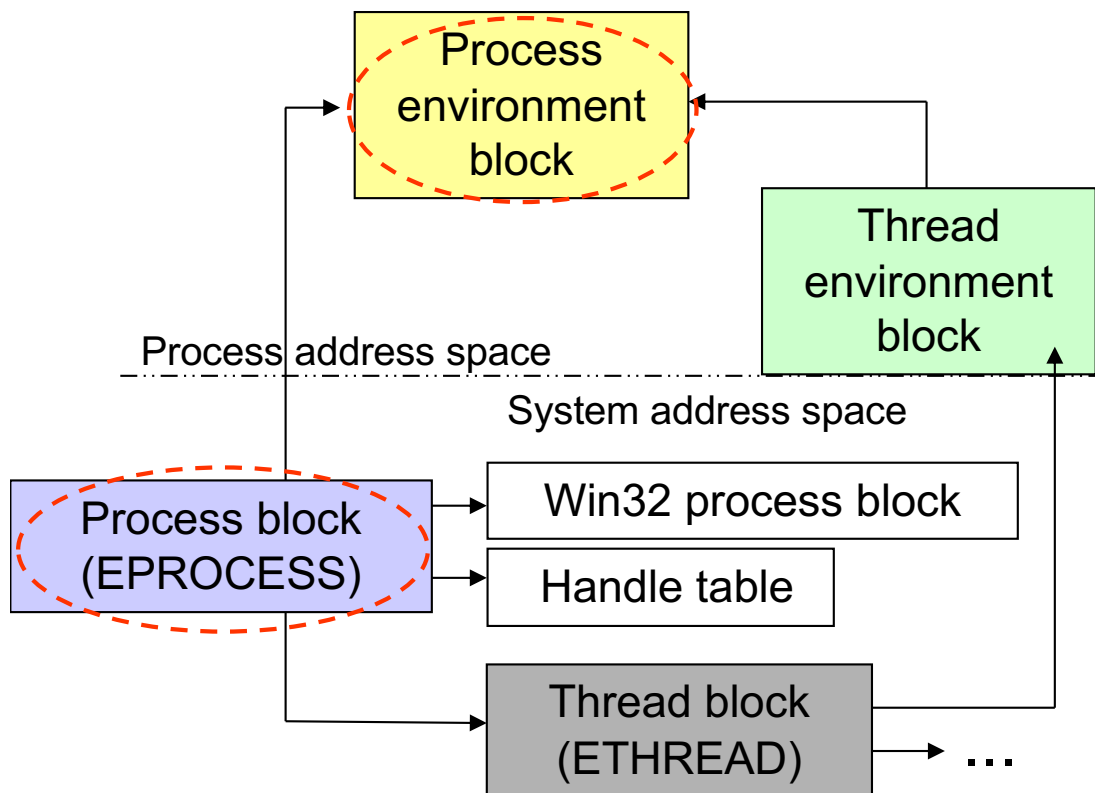 Process
environment
block
Thread
environment
block
Process address space
System address space
Process block
(EPROCESS)
Win32 process block
Handle table
Thread block
(ETHREAD)
...